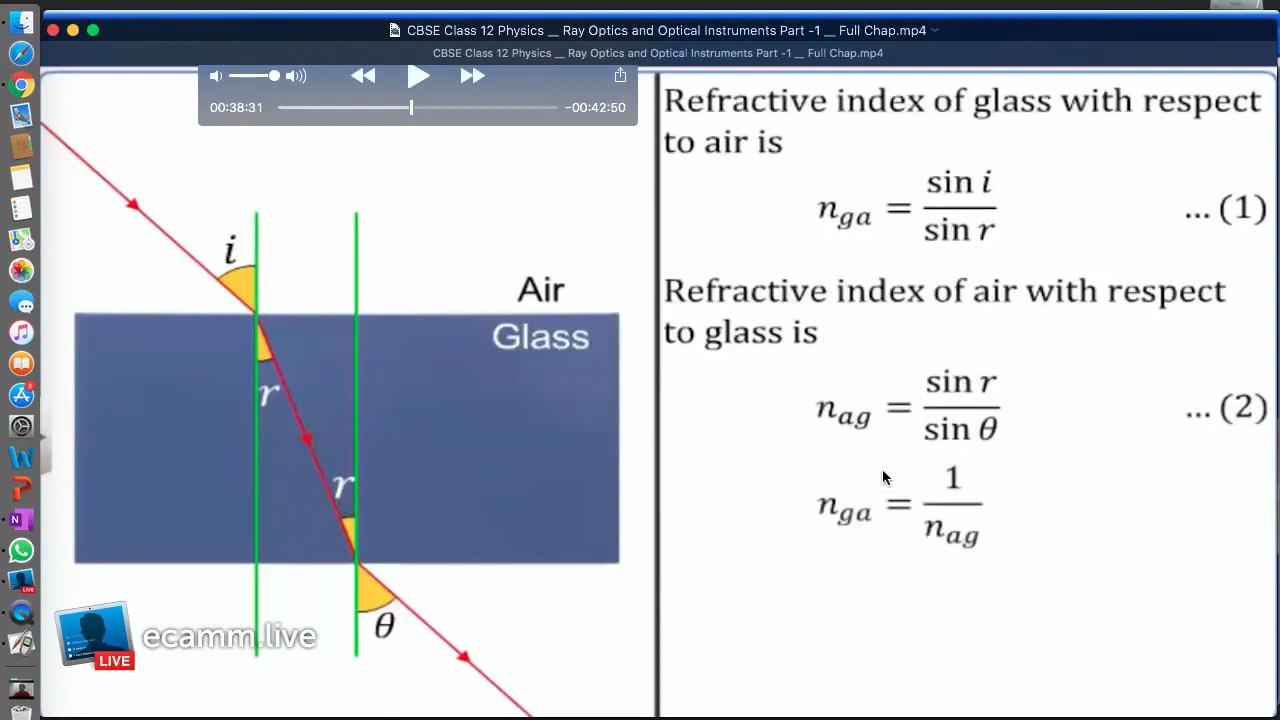 CBSE Class 12 Physics __ Ray Optics and Optical Instruments Part -1 __ Full Chap.mp4
CBSE Class 12 Physics __ Ray Optics and Optical Instruments Part -1 __ Full Chap.mp4
00:38:31
−00:42:50
i
Air
Glass
r
r
θ
ecamm.live
LIVE
Refractive index of glass with respect
to air is
n_ga = sin i / sin r ... (1)
Refractive index of air with respect
to glass is
n_ag = sin r / sin θ ... (2)
n_ga = 1 / n_ag